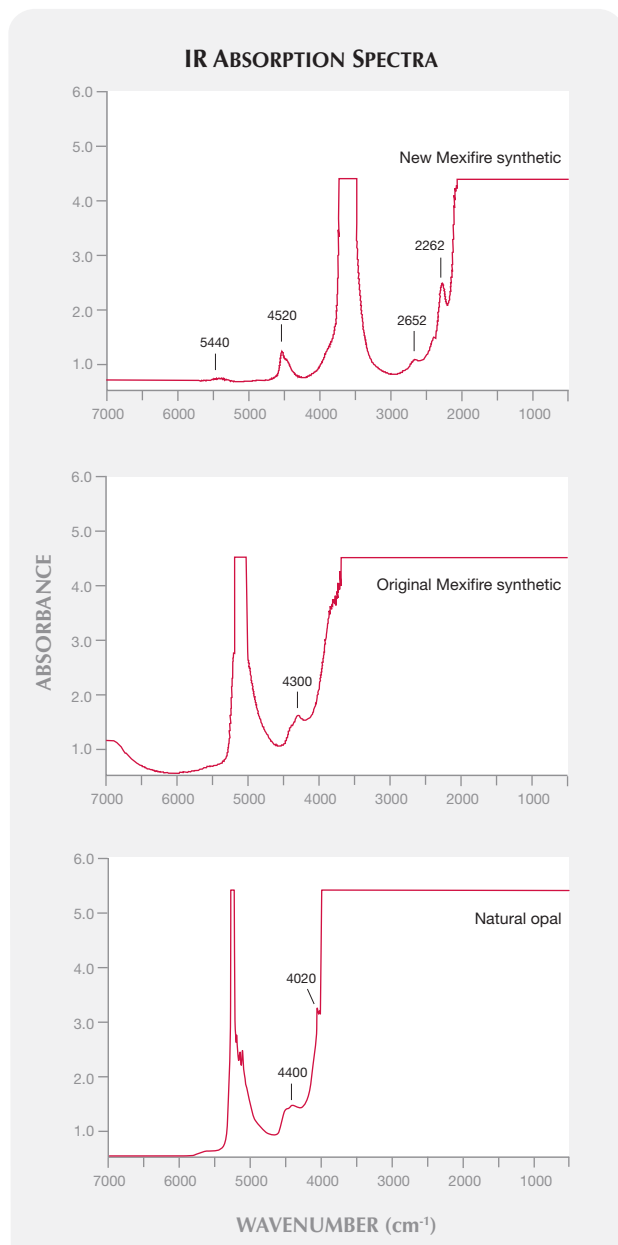 IR ABSORPTION SPECTRA
6.0
5.0
4.0
3.0
2.0
1.0
New Mexifire synthetic
2262
2652
4520
5440
7000 6000 5000 4000 3000 2000 1000
6.0
5.0
4.0
3.0
2.0
1.0
Original Mexifire synthetic
4300
7000 6000 5000 4000 3000 2000 1000
ABSORBANCE
6.0
5.0
4.0
3.0
2.0
1.0
Natural opal
4020
4400
7000 6000 5000 4000 3000 2000 1000
WAVENUMBER (cm⁻¹)